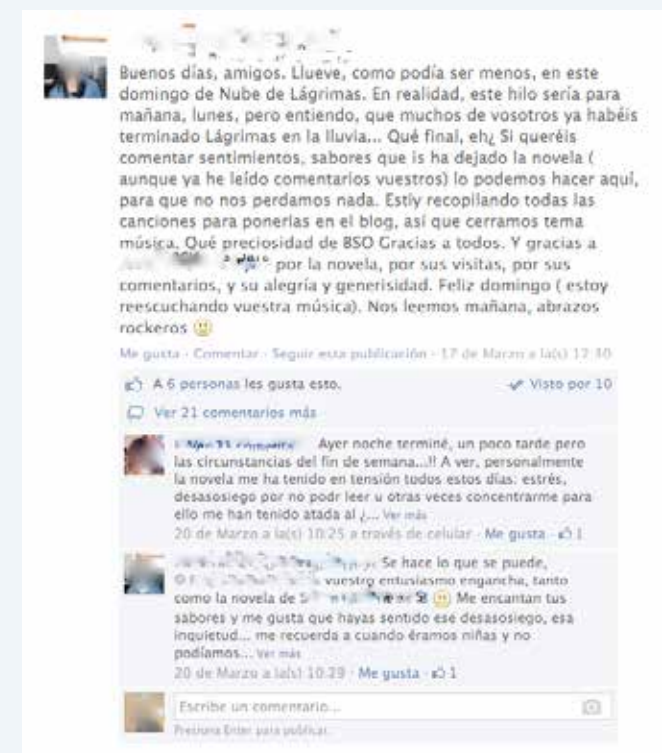 Buenos días, amigos. Llueve, como podía ser menos, en este
domingo de Nube de Lágrimas. En realidad, este hilo sería para
mañana, lunes, pero entiendo, que muchos de vosotros ya habéis
terminado Lágrimas en la lluvia... Qué final, eh¿ Si queréis
comentar sentimientos, sabores que is ha dejado la novela (
aunque ya he leído comentarios vuestros) lo podemos hacer aquí,
para que no nos perdamos nada. Estiy recopilando todas las
canciones para ponerlas en el blog, así que cerramos tema
música. Qué preciosidad de BSO Gracias a todos. Y gracias a
por la novela, por sus visitas, por sus
comentarios, y su alegría y generisidad. Feliz domingo ( estoy
reescuchando vuestra música). Nos leemos mañana, abrazos
rockeros
Me gusta · Comentar · Seguir esta publicación · 17 de Marzo a la(s) 12:30
A 6 personas les gusta esto.
Visto por 10
Ver 21 comentarios más
Ayer noche terminé, un poco tarde pero
las circunstancias del fin de semana...!! A ver, personalmente
la novela me ha tenido en tensión todos estos días: estrés,
desasosiego por no podr leer u otras veces concentrarme para
ello me han tenido atada al ¿... Ver más
20 de Marzo a la(s) 10:25 a través de celular · Me gusta · 1
Se hace lo que se puede,
vuestro entusiasmo engancha, tanto
como la novela de Me encantan tus
sabores y me gusta que hayas sentido ese desasosiego, esa
inquietud... me recuerda a cuando éramos niñas y no
podíamos... Ver más
20 de Marzo a la(s) 10:29 · Me gusta · 1
Escribe un comentario...
Presiona Enter para publicar.